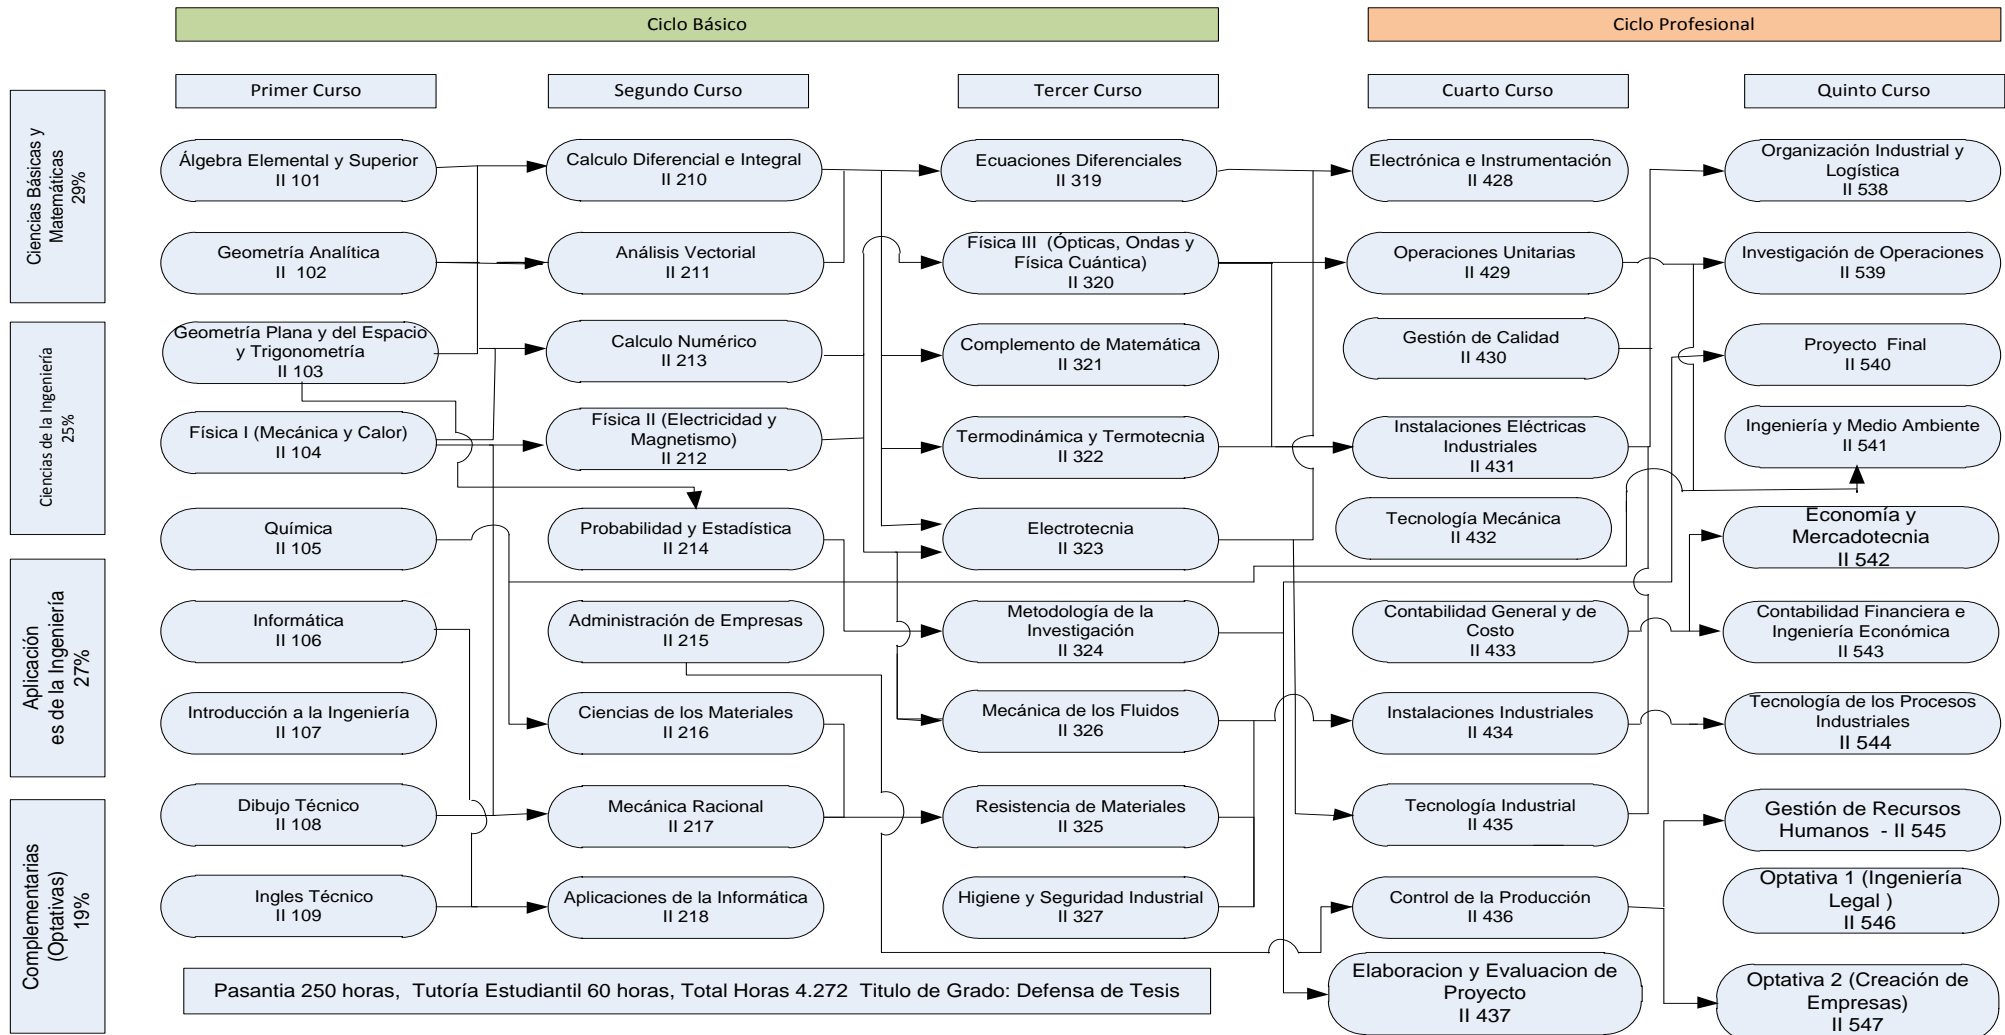 Ciclo Básico
Ciclo Profesional
Primer Curso
Segundo Curso
Tercer Curso
Cuarto Curso
Quinto Curso
Ciencias Básicas y
Matemáticas
29%
Ciencias de la Ingeniería
25%
Aplicación
es de la Ingeniería
27%
Complementarias
(Optativas)
19%
Álgebra Elemental y Superior
II 101
Geometría Analítica
II 102
Geometría Plana y del Espacio
y Trigonometría
II 103
Física I (Mecánica y Calor)
II 104
Química
II 105
Informática
II 106
Introducción a la Ingeniería
II 107
Dibujo Técnico
II 108
Ingles Técnico
II 109
Calculo Diferencial e Integral
II 210
Análisis Vectorial
II 211
Calculo Numérico
II 213
Física II (Electricidad y
Magnetismo)
II 212
Probabilidad y Estadística
II 214
Administración de Empresas
II 215
Ciencias de los Materiales
II 216
Mecánica Racional
II 217
Aplicaciones de la Informática
II 218
Ecuaciones Diferenciales
II 319
Física III (Ópticas, Ondas y
Física Cuántica)
II 320
Complemento de Matemática
II 321
Termodinámica y Termotecnia
II 322
Electrotecnia
II 323
Metodología de la
Investigación
II 324
Mecánica de los Fluidos
II 326
Resistencia de Materiales
II 325
Higiene y Seguridad Industrial
II 327
Electrónica e Instrumentación
II 428
Operaciones Unitarias
II 429
Gestión de Calidad
II 430
Instalaciones Eléctricas
Industriales
II 431
Tecnología Mecánica
II 432
Contabilidad General y de
Costo
II 433
Instalaciones Industriales
II 434
Tecnología Industrial
II 435
Control de la Producción
II 436
Elaboracion y Evaluacion de
Proyecto
II 437
Organización Industrial y
Logística
II 538
Investigación de Operaciones
II 539
Proyecto Final
II 540
Ingeniería y Medio Ambiente
II 541
Economía y
Mercadotecnia
II 542
Contabilidad Financiera e
Ingeniería Económica
II 543
Tecnología de los Procesos
Industriales
II 544
Gestión de Recursos
Humanos - II 545
Optativa 1 (Ingeniería
Legal )
II 546
Optativa 2 (Creación de
Empresas)
II 547
Pasantia 250 horas, Tutoría Estudiantil 60 horas, Total Horas 4.272 Titulo de Grado: Defensa de Tesis